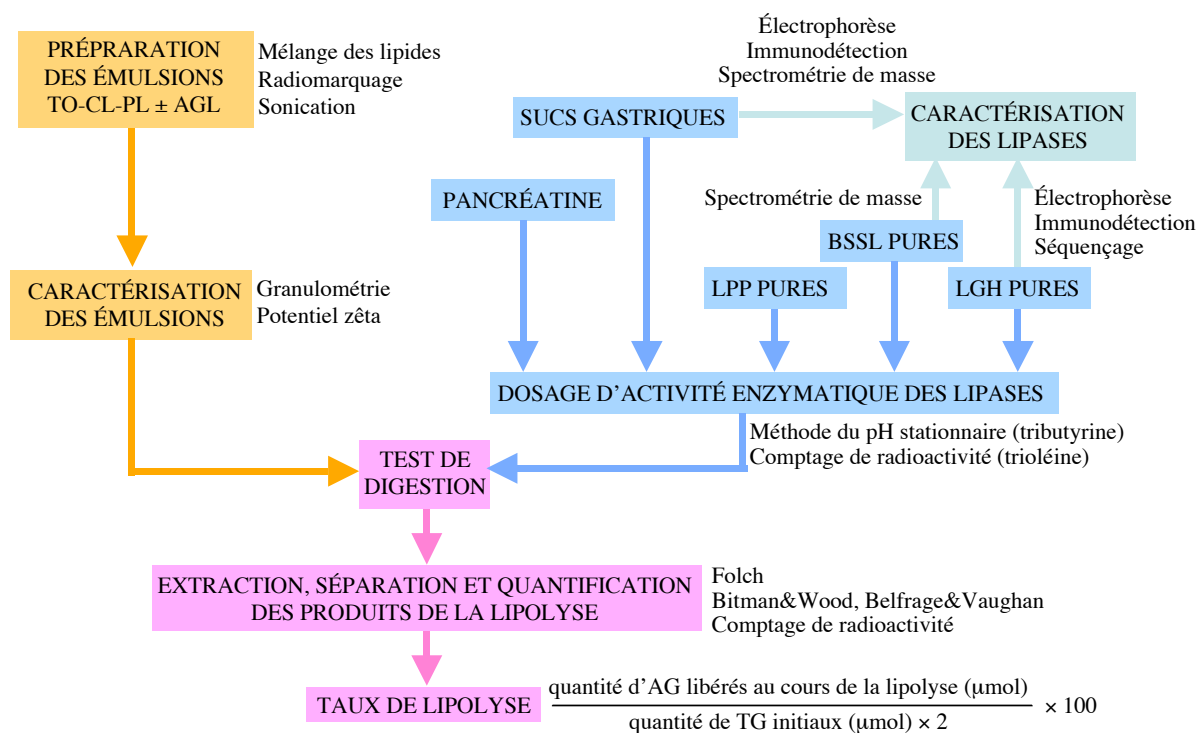 PRÉPRARATION
DES ÉMULSIONS
TO-CL-PL ± AGL
Mélange des lipides
Radiomarquage
Sonication
Électrophorèse
Immunodétection
Spectrométrie de masse
SUCS GASTRIQUES
CARACTÉRISATION
DES LIPASES
PANCRÉATINE
Spectrométrie de masse
Électrophorèse
Immunodétection
Séquençage
BSSL PURES
LPP PURES
LGH PURES
CARACTÉRISATION
DES ÉMULSIONS
Granulométrie
Potentiel zêta
DOSAGE D’ACTIVITÉ ENZYMATIQUE DES LIPASES
Méthode du pH stationnaire (tributyrine)
Comptage de radioactivité (trioléine)
TEST DE
DIGESTION
EXTRACTION, SÉPARATION ET QUANTIFICATION
DES PRODUITS DE LA LIPOLYSE
Folch
Bitman&Wood, Belfrage&Vaughan
Comptage de radioactivité
TAUX DE LIPOLYSE
quantité d’AG libérés au cours de la lipolyse (μmol)
quantité de TG initiaux (μmol) × 2
× 100